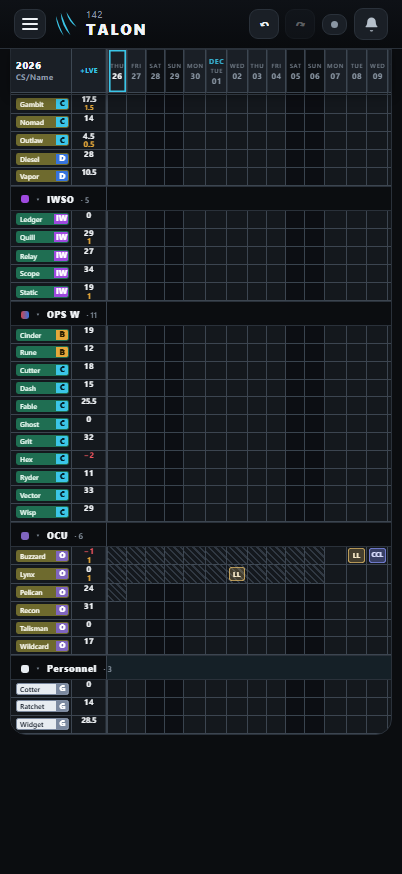 142
TALON
2026
CS/Name
+LVE
THU 26
FRI 27
SAT 28
SUN 29
MON 30
DEC TUE 01
WED 02
THU 03
FRI 04
SAT 05
SUN 06
MON 07
TUE 08
WED 09
Gambit C 17.5 1.5
Nomad C 14
Outlaw C 4.5 0.5
Diesel D 28
Vapor D 10.5
· IWSO · 5
Ledger IW 0
Quill IW 29 1
Relay IW 27
Scope IW 34
Static IW 19 1
· OPS W · 11
Cinder B 19
Rune B 12
Cutter C 18
Dash C 15
Fable C 25.5
Ghost C 0
Grit C 32
Hex C -2
Ryder C 11
Vector C 33
Wisp C 29
· OCU · 6
Buzzard O -1 1 LL CCL
Lynx O 0 1 LL
Pelican O 24
Recon O 31
Talisman O 0
Wildcard O 17
· Personnel · 3
Cotter G 0
Ratchet G 14
Widget G 28.5